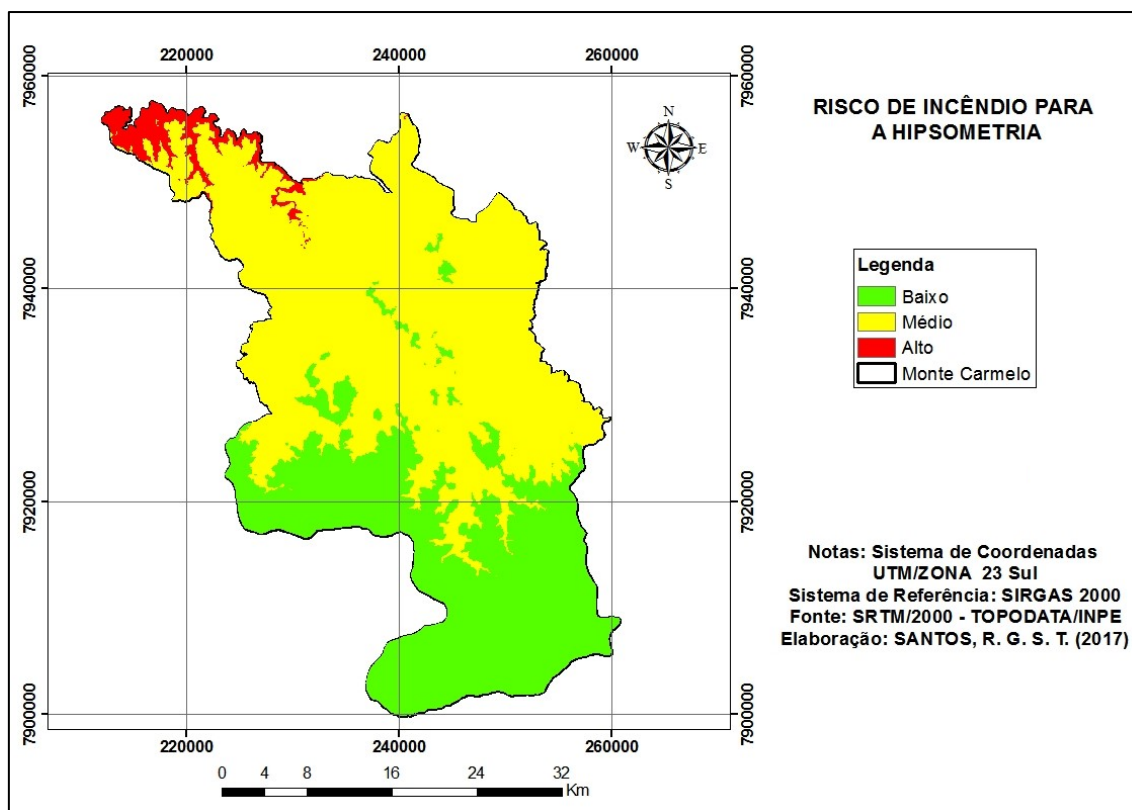 RISCO DE INCÊNDIO PARA
A HIPSOMETRIA
220000 240000 260000
7960000 7960000
N
W E
S
Legenda
Baixo
Médio
Alto
Monte Carmelo
7940000 7940000
7920000 7920000
Notas: Sistema de Coordenadas
UTM/ZONA 23 Sul
Sistema de Referência: SIRGAS 2000
Fonte: SRTM/2000 - TOPODATA/INPE
Elaboração: SANTOS, R. G. S. T. (2017)
7900000 7900000
220000 240000 260000
0 4 8 16 24 32
Km